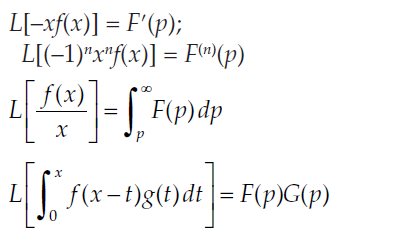 L[–xf(x)] = F′(p);
L[(–1)ⁿxⁿf(x)] = F⁽ⁿ⁾(p)
L[f(x)/x] = ∫ₚ^∞ F(p) dp
L[∫₀ˣ f(x – t)g(t) dt] = F(p)G(p)